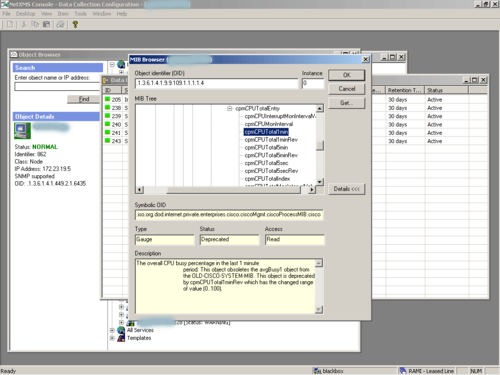 NetXMS Console - Data Collection Configuration -
File Desktop View Item Tools Window Help
Object Browser
Search
Enter object name or IP address:
Find
Object Details
Status: NORMAL
Identifier: 862
Class: Node
IP Address: 172.23.19.5
SNMP supported
OID: .1.3.6.1.4.1.449.2.1.6435
Data
ID
Retention T...
Status
205
30 days
Active
238
30 days
Active
240
30 days
Active
241
30 days
Active
243
30 days
Active
MIB Browser
Object identifier (OID)
Instance
.1.3.6.1.4.1.9.9.109.1.1.1.1.4
0
OK
Cancel
Get...
MIB Tree
cpmCPUTotalEntry
cpmCPUInterruptMonIntervalV
cpmCPUMonInterval
cpmCPUTotal1min
cpmCPUTotal1minRev
cpmCPUTotal5min
cpmCPUTotal5minRev
cpmCPUTotal5sec
cpmCPUTotal5secRev
cpmCPUTotalIndex
Details <<<
Symbolic OID
.iso.org.dod.internet.private.enterprises.cisco.ciscoMgmt.ciscoProcessMIB.cisco
Type
Status
Access
Gauge
Deprecated
Read
Description
The overall CPU busy percentage in the last 1 minute
period. This object obsoletes the avgBusy1 object from
the OLD-CISCO-SYSTEM-MIB. This object is deprecated
by cpmCPUTotal1minRev which has the changed range
of value (0..100).
[Status: WARNING]
All Services
Templates
Ready
blackbox
RAMI - Leased Line
NUM